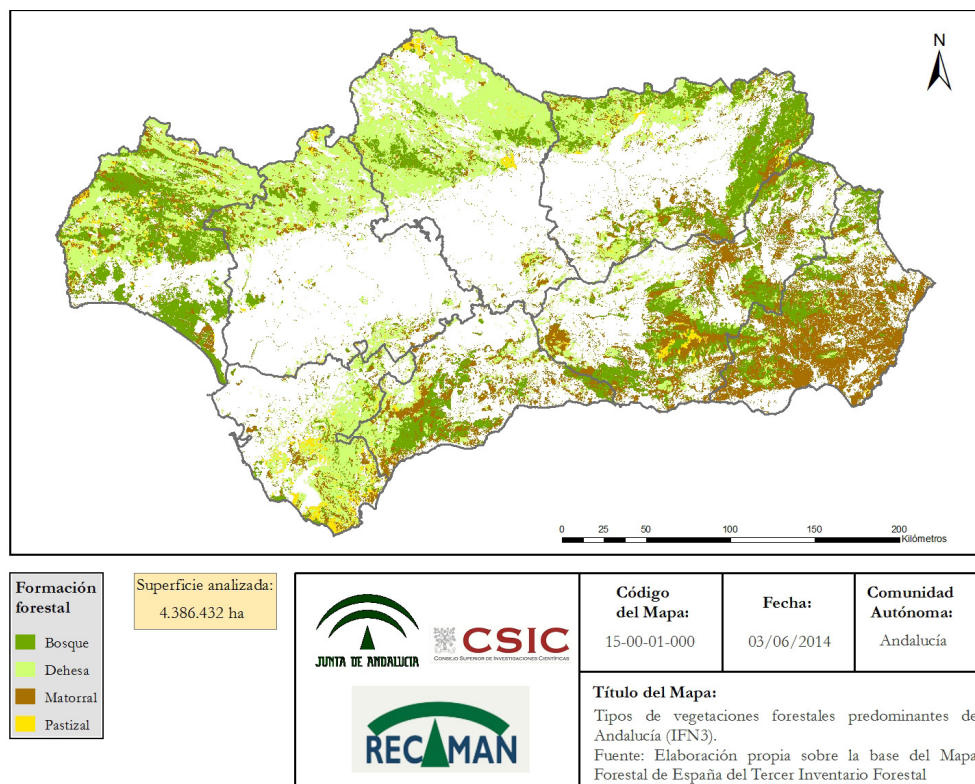 N
0 25 50 100 150 200
Kilómetros
Formación
forestal
Bosque
Dehesa
Matorral
Pastizal
Superficie analizada:
4.386.432 ha
JUNTA DE ANDALUCIA
CSIC
CONSEJO SUPERIOR DE INVESTIGACIONES CIENTÍFICAS
RECAMAN
Código
del Mapa:
15-00-01-000
Fecha:
03/06/2014
Comunidad
Autónoma:
Andalucía
Título del Mapa:
Tipos de vegetaciones forestales predominantes de
Andalucía (IFN3).
Fuente: Elaboración propia sobre la base del Mapa
Forestal de España del Tercer Inventario Forestal